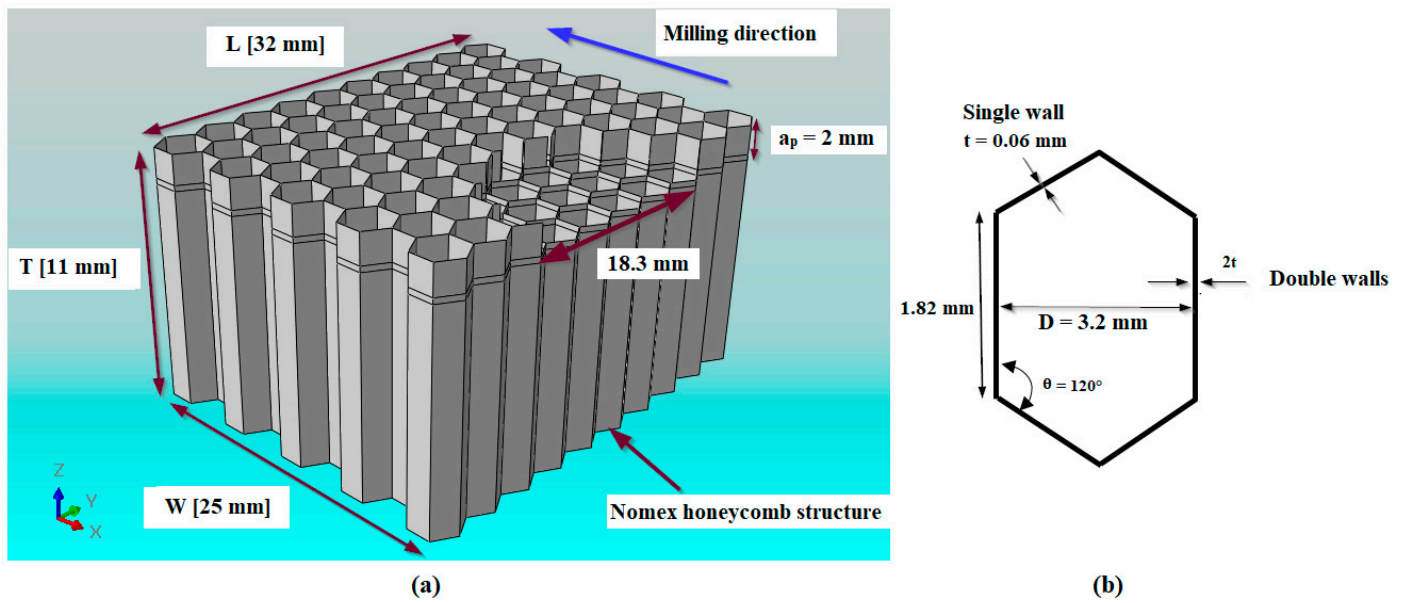 L [32 mm]
Milling direction
aₚ = 2 mm
T [11 mm]
18.3 mm
W [25 mm]
Nomex honeycomb structure
Z
Y
X
(a)
Single wall
t = 0.06 mm
2t
Double walls
1.82 mm
D = 3.2 mm
θ = 120°
(b)